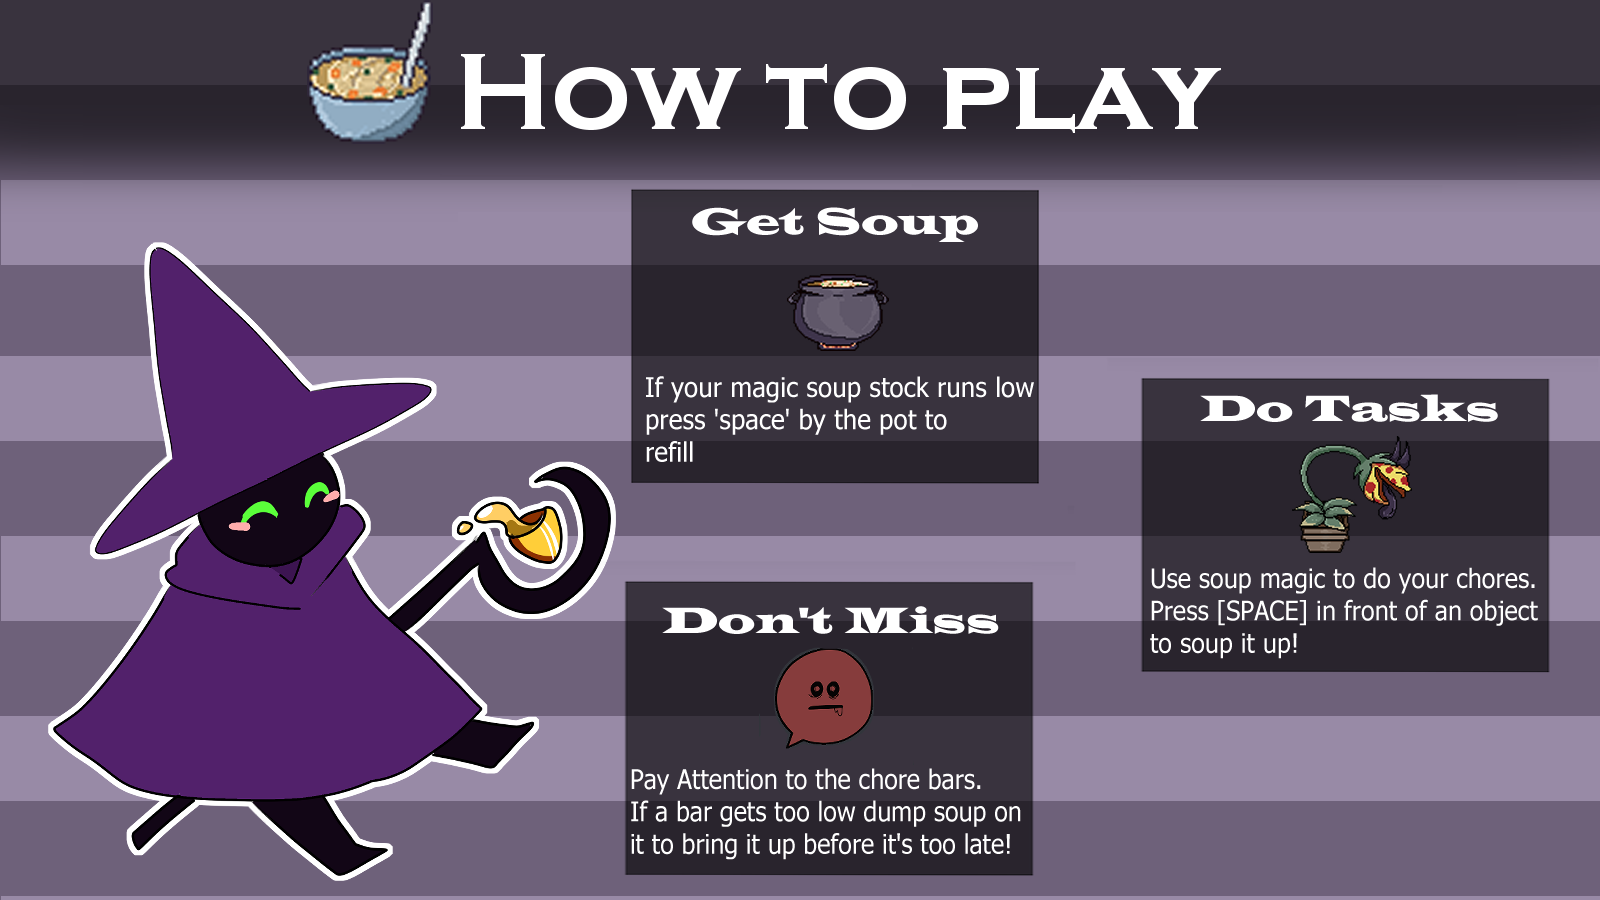 How to play
Get Soup
If your magic soup stock runs low
press 'space' by the pot to
refill
Do Tasks
Use soup magic to do your chores.
Press [SPACE] in front of an object
to soup it up!
Don't Miss
Pay Attention to the chore bars.
If a bar gets too low dump soup on
it to bring it up before it's too late!